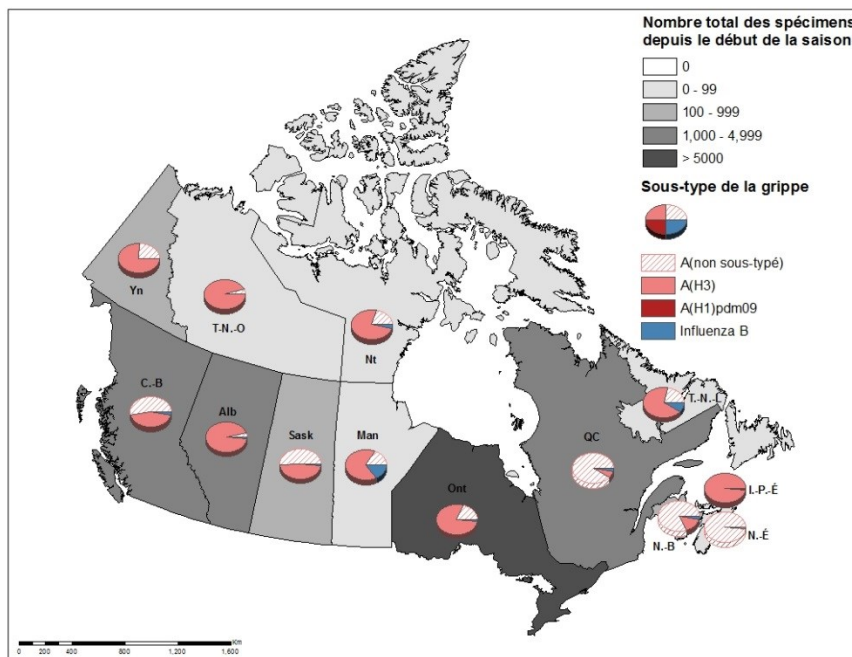 Nombre total des spécimens
depuis le début de la saison
0
0 - 99
100 - 999
1,000 - 4,999
> 5000
Sous-type de la grippe
A(non sous-typé)
A(H3)
A(H1)pdm09
Influenza B
Yn
T-N.-O
Nt
T.-N.-L
C.-B
Alb
Sask
Man
Ont
QC
I.-P.-É
N.-B
N.-É
Km
0 200 400 800 1,200 1,600